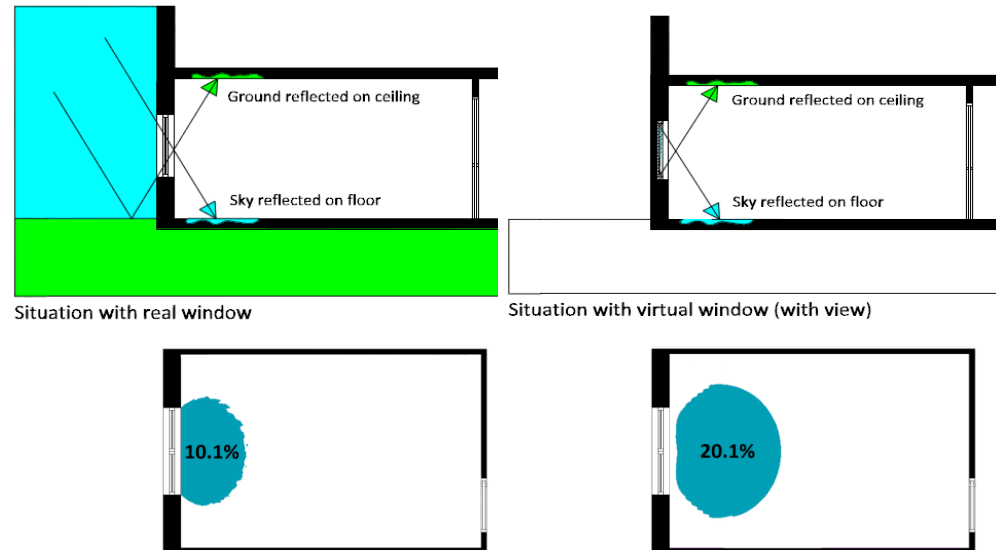 Ground reflected on ceiling
Sky reflected on floor
Situation with real window
Ground reflected on ceiling
Sky reflected on floor
Situation with virtual window (with view)
10.1%
20.1%